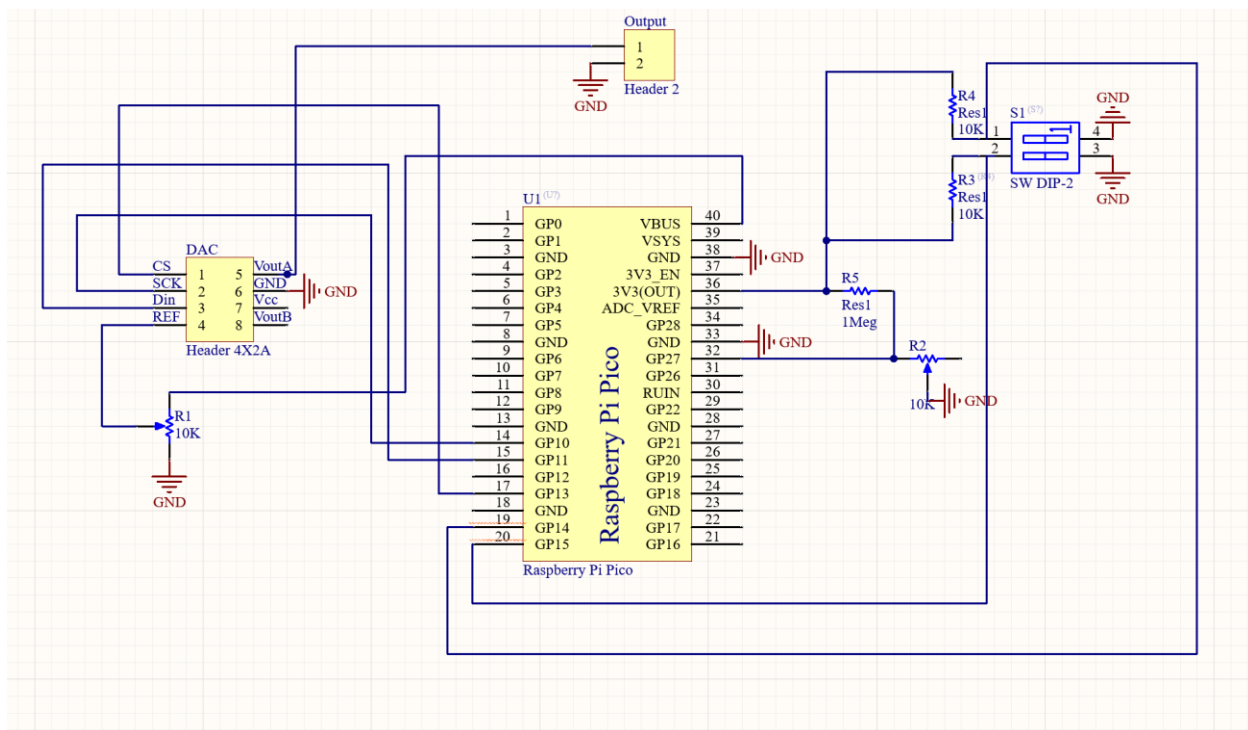 Output
1
2
Header 2
GND
R4
Res1
10K
S1 (S?)
GND
1
2
4
3
SW DIP-2
GND
R3
Res1
10K
DAC
CS 1 5 VoutA
SCK 2 6 GND
Din 3 7 Vcc
REF 4 8 VoutB
GND
Header 4X2A
R1
10K
GND
U1 (U?)
1 GP0 VBUS 40
2 GP1 VSYS 39
3 GND GND 38
4 GP2 3V3_EN 37
5 GP3 3V3(OUT) 36
6 GP4 ADC_VREF 35
7 GP5 GP28 34
8 GND GND 33
9 GP6 GP27 32
10 GP7 GP26 31
11 GP8 RUIN 30
12 GP9 GP22 29
13 GND GND 28
14 GP10 GP21 27
15 GP11 GP20 26
16 GP12 GP19 25
17 GP13 GP18 24
18 GND GND 23
19 GP14 GP17 22
20 GP15 GP16 21
Raspberry Pi Pico
Raspberry Pi Pico
GND
GND
R5
Res1
1Meg
R2
10K
GND